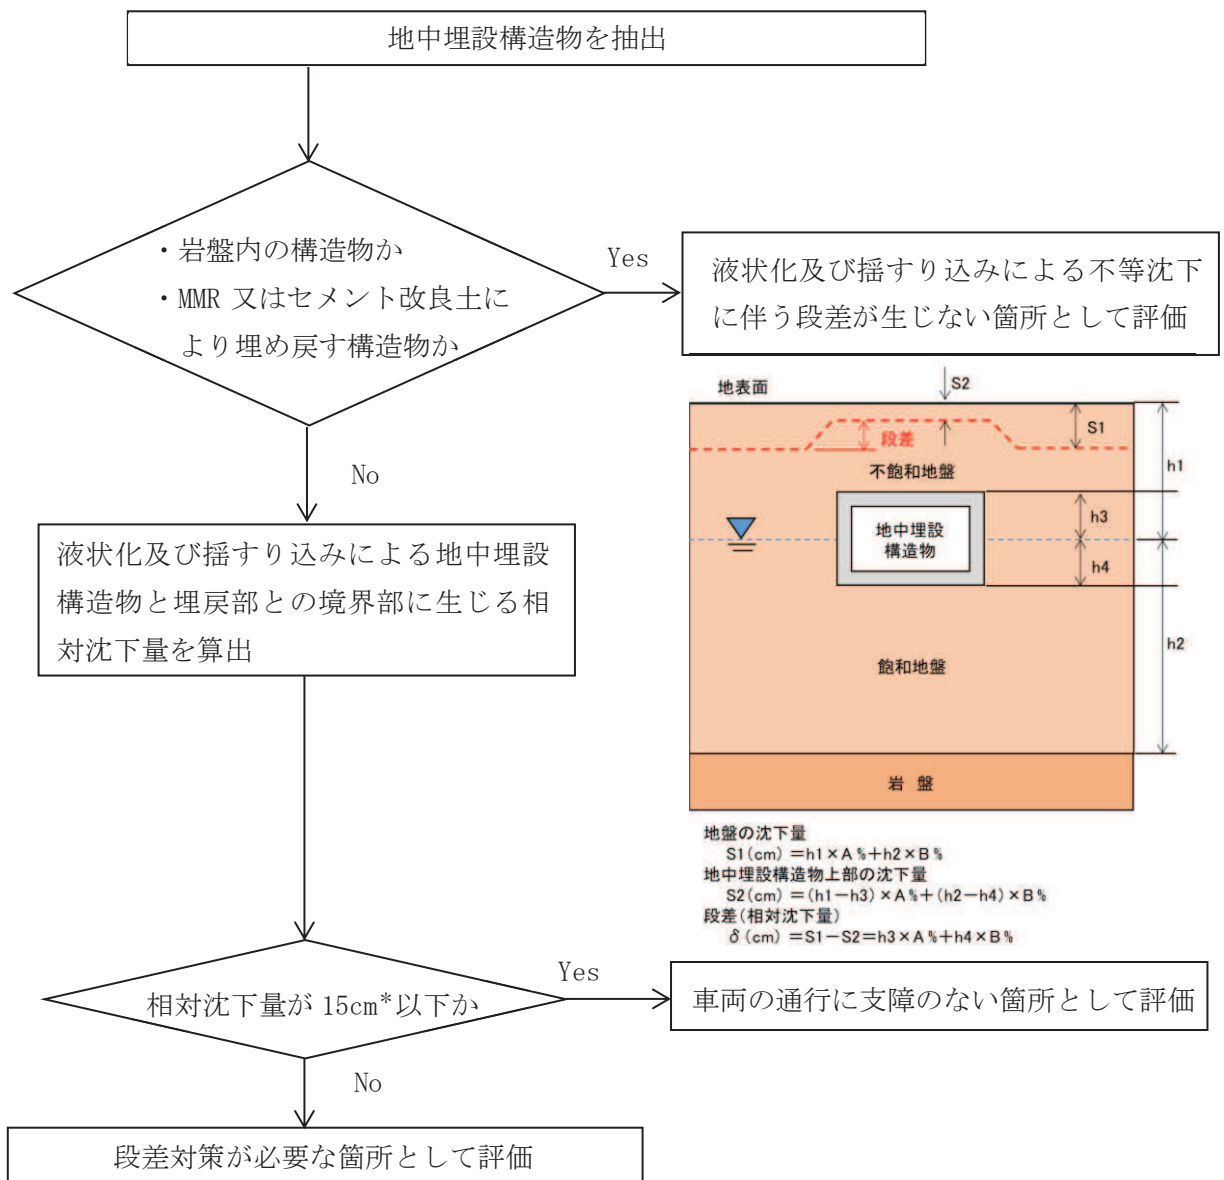 地中埋設構造物を抽出
・岩盤内の構造物か
・MMR 又はセメント改良土に
より埋め戻す構造物か
Yes
液状化及び揺すり込みによる不等沈下
に伴う段差が生じない箇所として評価
No
液状化及び揺すり込みによる地中埋設
構造物と埋戻部との境界部に生じる相
対沈下量を算出
地表面
S2
S1
段差
h1
不飽和地盤
h3
地中埋設
構造物
h4
h2
飽和地盤
岩 盤
地盤の沈下量
S1(cm)=h1×A%+h2×B%
地中埋設構造物上部の沈下量
S2(cm)=(h1-h3)×A%+(h2-h4)×B%
段差(相対沈下量)
δ(cm)=S1-S2=h3×A%+h4×B%
相対沈下量が 15cm*以下か
Yes
車両の通行に支障のない箇所として評価
No
段差対策が必要な箇所として評価